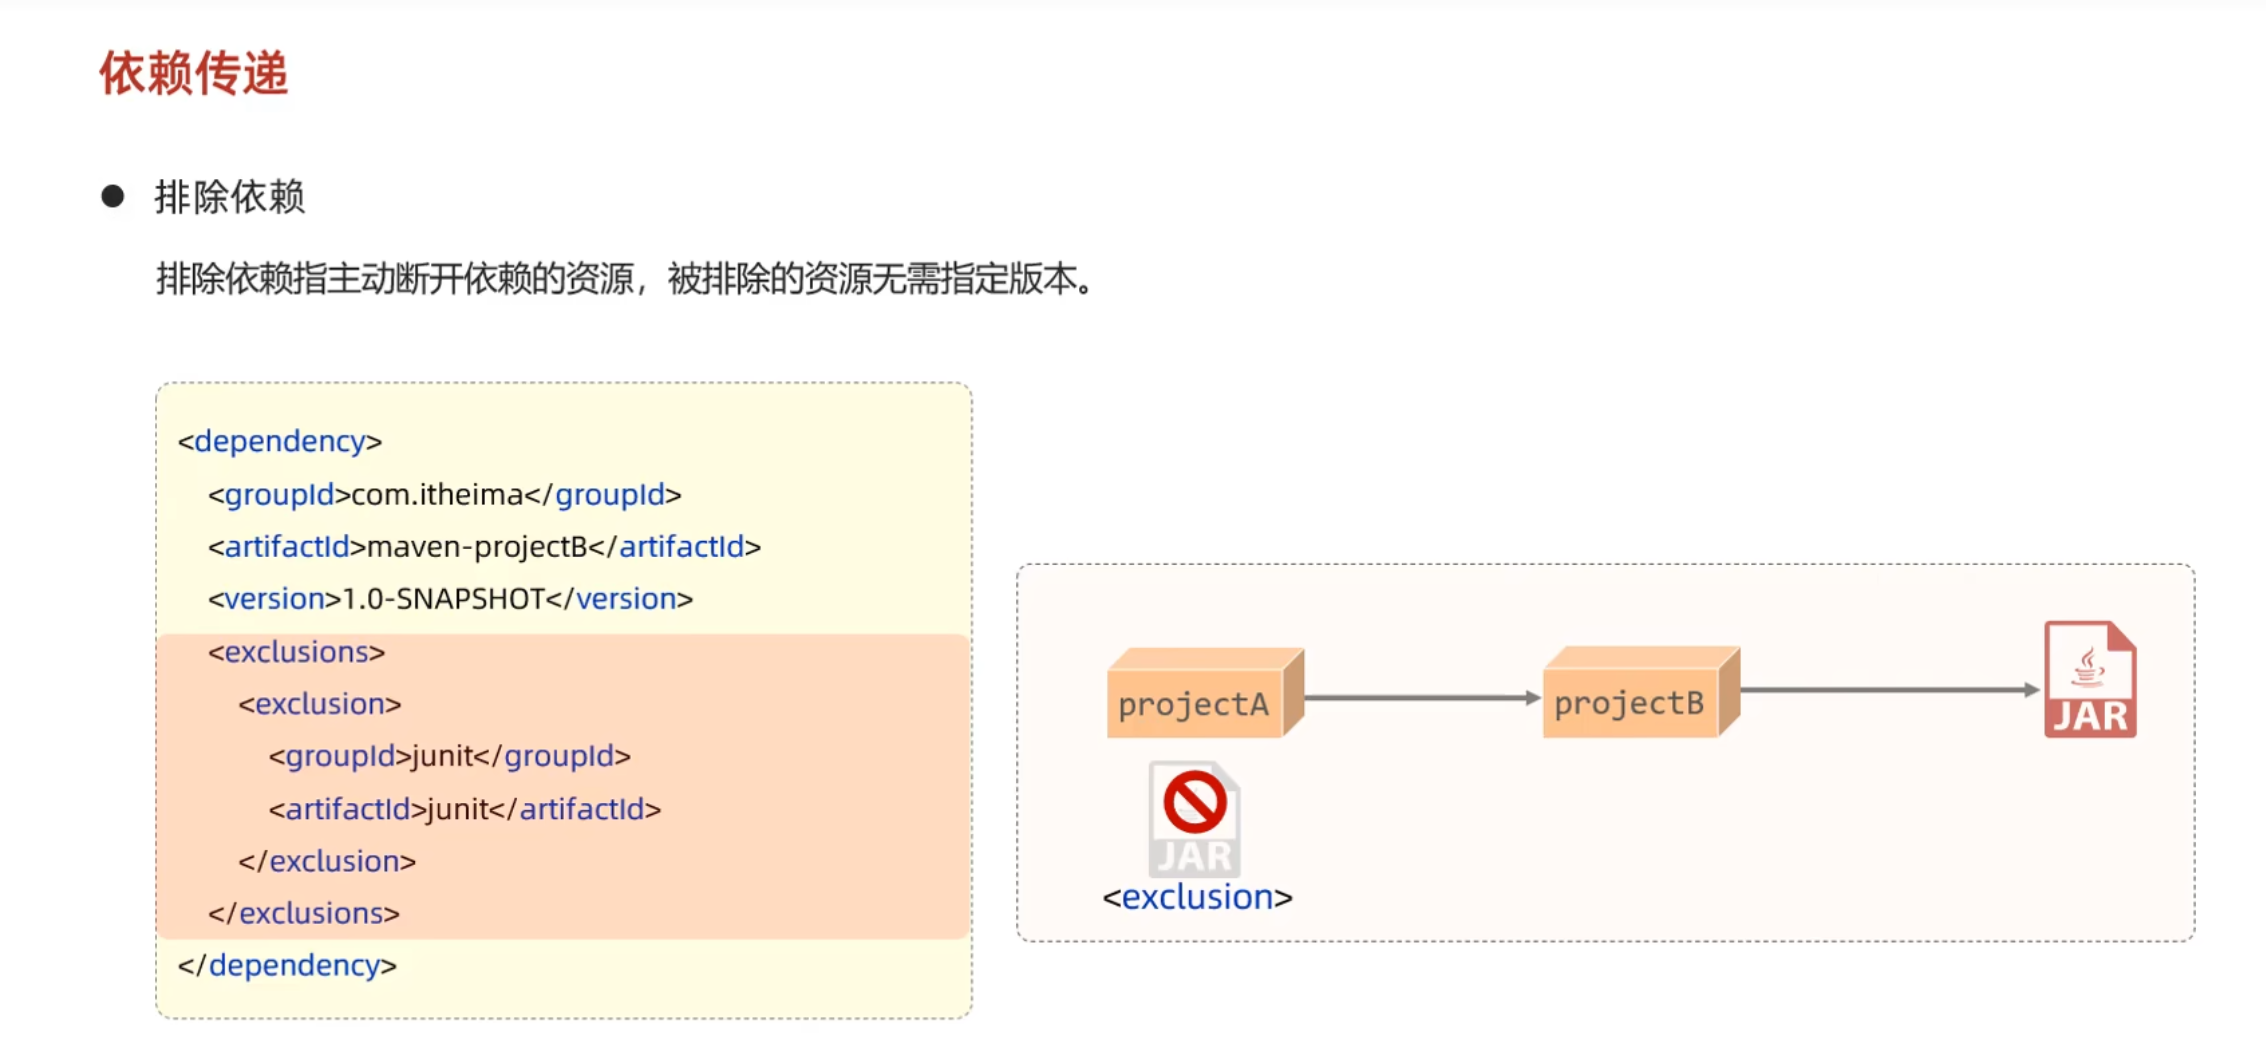 依赖传递
排除依赖
排除依赖指主动断开依赖的资源，被排除的资源无需指定版本。
<dependency>
<groupId>com.itheima</groupId>
<artifactId>maven-projectB</artifactId>
<version>1.0-SNAPSHOT</version>
<exclusions>
<exclusion>
<groupId>junit</groupId>
<artifactId>junit</artifactId>
</exclusion>
</exclusions>
</dependency>
projectA
projectB
JAR
JAR
<exclusion>